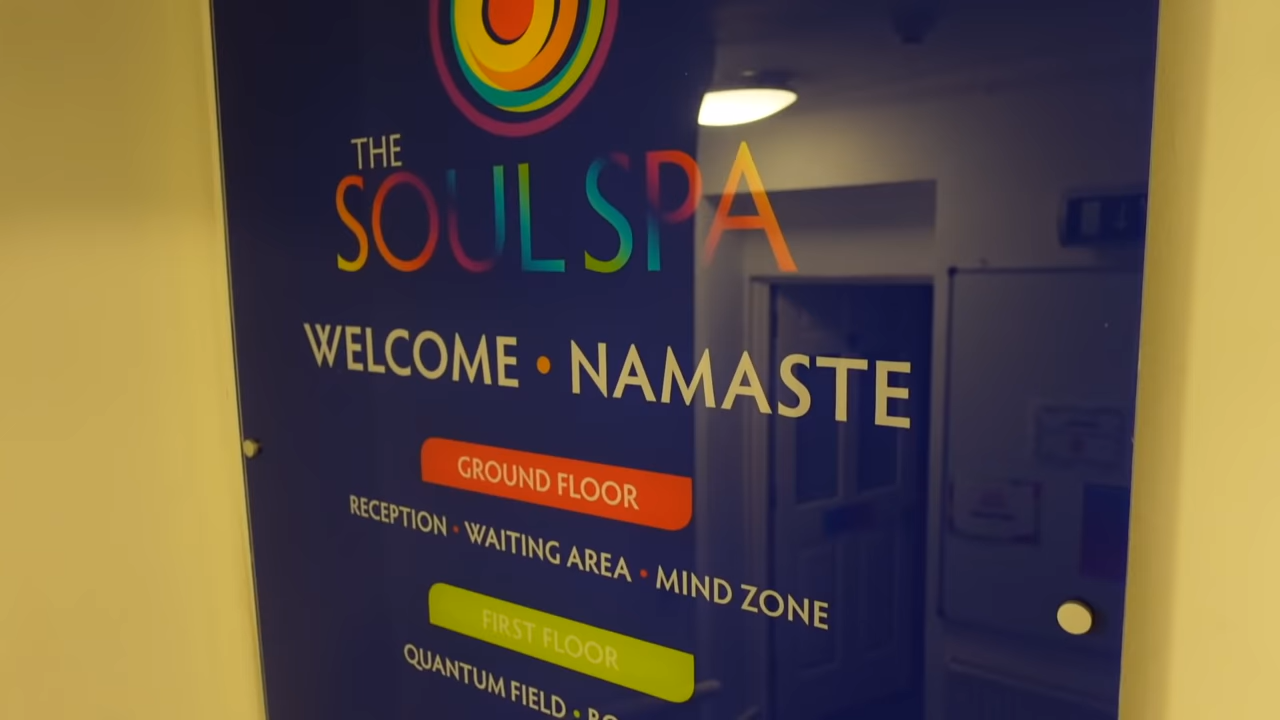 THE
SOUL SPA
WELCOME • NAMASTE
GROUND FLOOR
RECEPTION • WAITING AREA • MIND ZONE
FIRST FLOOR
QUANTUM FIELD •